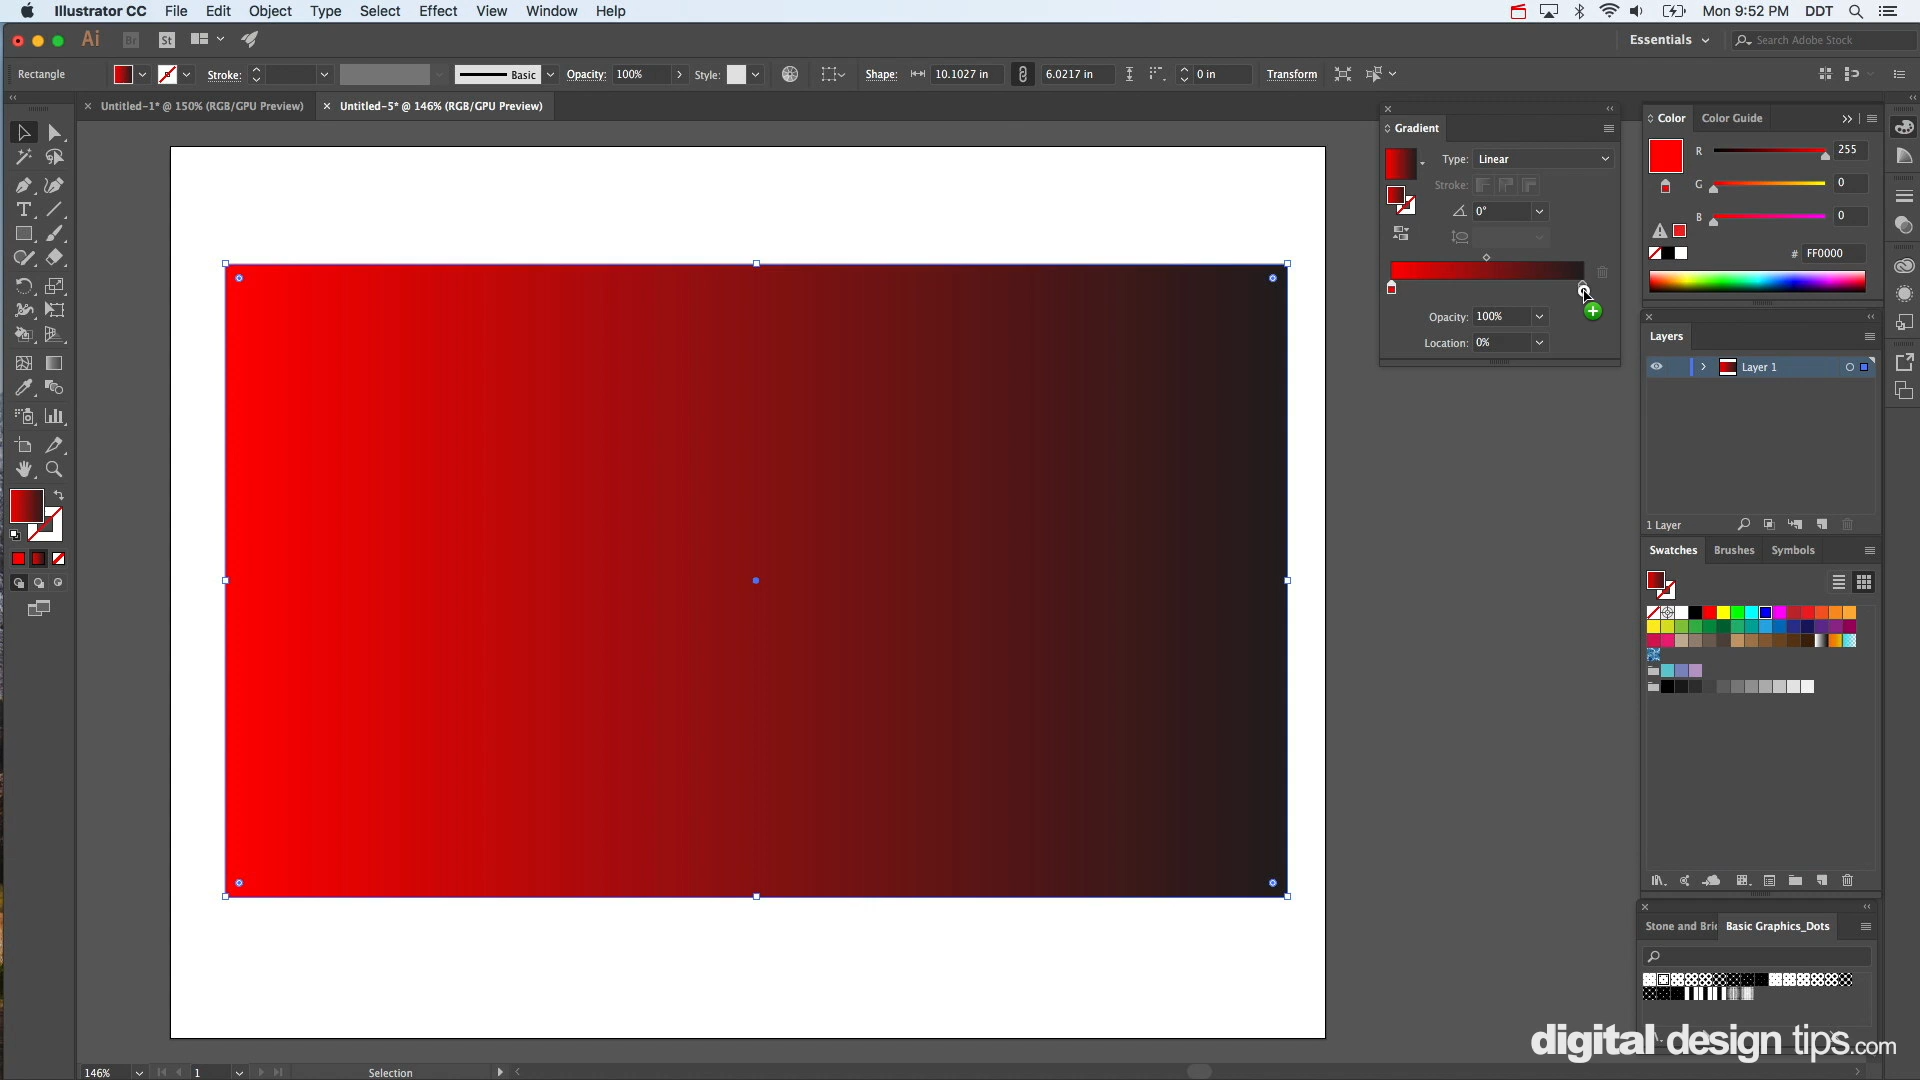 Illustrator CC File Edit Object Type Select Effect View Window Help Mon 9:52 PM DDT
Ai Br St Essentials Search Adobe Stock
Rectangle Stroke: Basic Opacity: 100% Style: Shape: 10.1027 in 6.0217 in 0 in Transform
Untitled-1* @ 150% (RGB/GPU Preview) Untitled-5* @ 146% (RGB/GPU Preview)
Gradient
Type: Linear
Stroke:
0°
Opacity: 100%
Location: 0%
Color Color Guide
R 255
G 0
B 0
# FF0000
Layers
Layer 1
1 Layer
Swatches Brushes Symbols
Stone and Bric Basic Graphics_Dots
digital design tips.com
146% 1 Selection